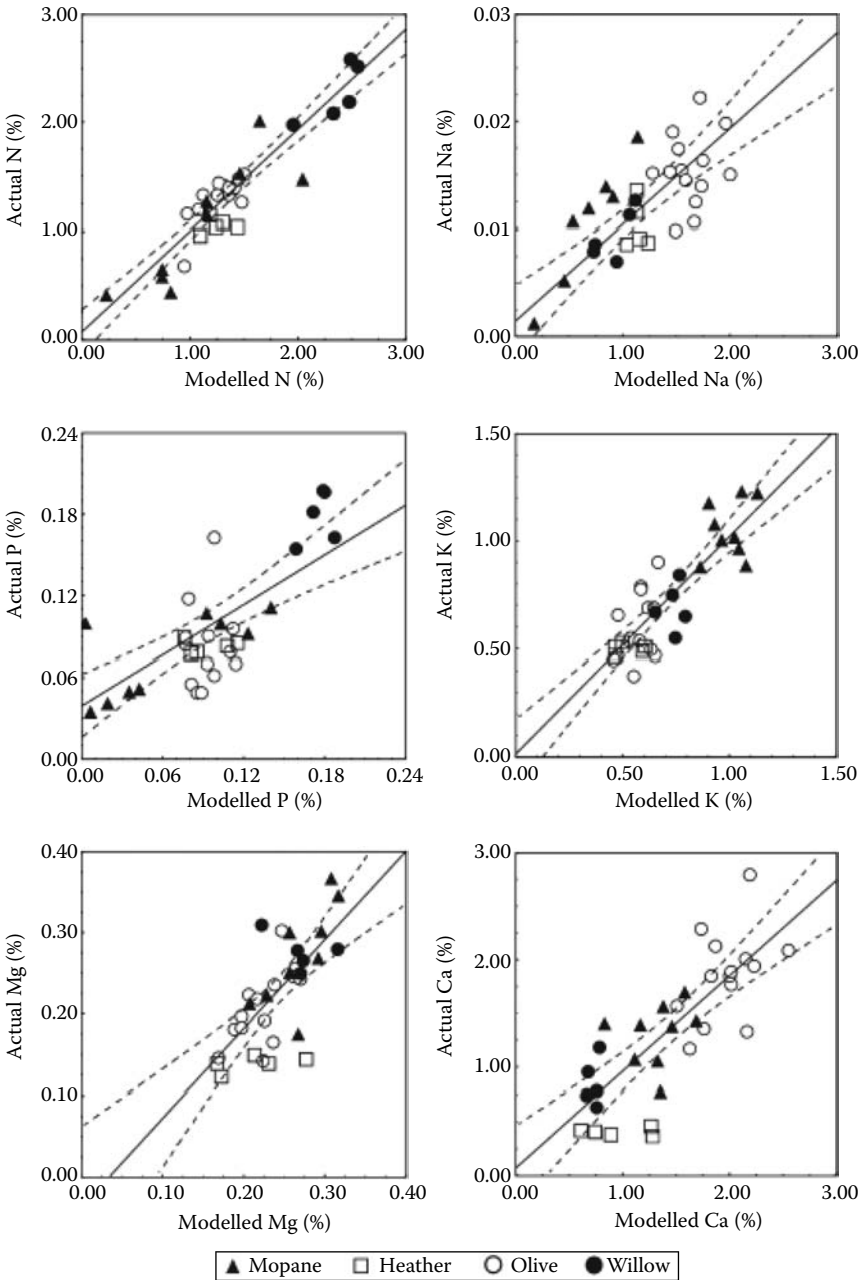 3.00
2.00
1.00
0.00
Actual N (%)
0.00 1.00 2.00 3.00
Modelled N (%)
0.03
0.02
0.01
0.00
Actual Na (%)
0.00 1.00 2.00 3.00
Modelled Na (%)
0.24
0.18
0.12
0.06
0.00
Actual P (%)
0.00 0.06 0.12 0.18 0.24
Modelled P (%)
1.50
1.00
0.50
0.00
Actual K (%)
0.00 0.50 1.00 1.50
Modelled K (%)
0.40
0.30
0.20
0.10
0.00
Actual Mg (%)
0.00 0.10 0.20 0.30 0.40
Modelled Mg (%)
3.00
2.00
1.00
0.00
Actual Ca (%)
0.00 1.00 2.00 3.00
Modelled Ca (%)
Mopane Heather Olive Willow